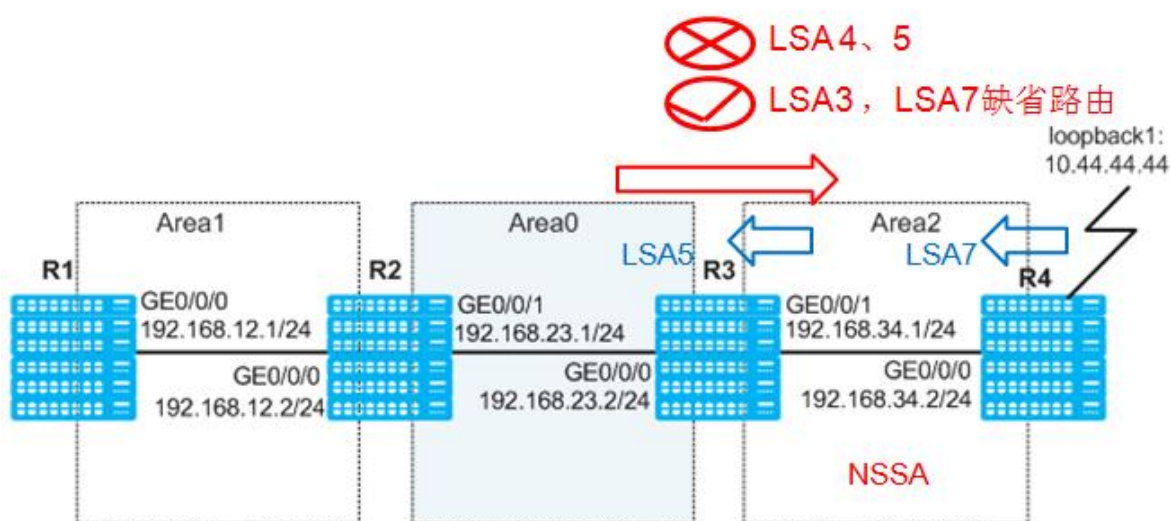 LSA4、5
LSA3，LSA7缺省路由
loopback1:
10.44.44.44
Area1
Area0
Area2
LSA5
LSA7
R1
R2
R3
R4
GE0/0/0
192.168.12.1/24
GE0/0/1
192.168.23.1/24
GE0/0/1
192.168.34.1/24
GE0/0/0
192.168.12.2/24
GE0/0/0
192.168.23.2/24
GE0/0/0
192.168.34.2/24
NSSA